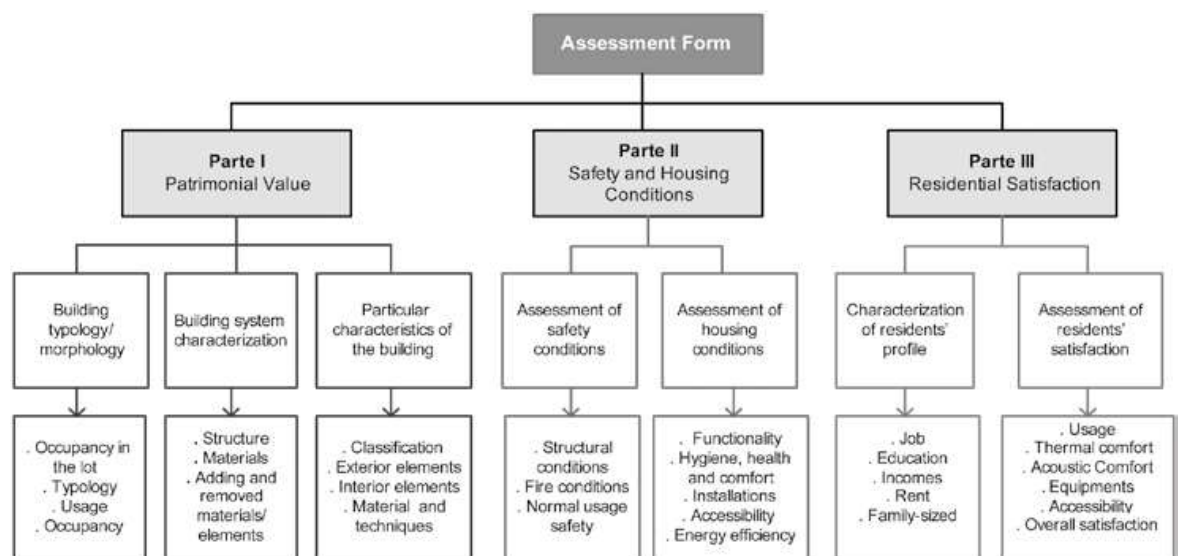 Assessment Form
Parte I
Patrimonial Value
Parte II
Safety and Housing
Conditions
Parte III
Residential Satisfaction
Building
typology/
morphology
Building system
characterization
Particular
characteristics of
the building
Assessment of
safety
conditions
Assessment of
housing
conditions
Characterization
of residents'
profile
Assessment of
residents'
satisfaction
. Occupancy in
the lot
. Typology
. Usage
. Occupancy
. Structure
. Materials
. Adding and
removed
materials/
elements
. Classification
. Exterior elements
. Interior elements
. Material and
techniques
. Structural
conditions
. Fire conditions
. Normal usage
safety
. Functionality
. Hygiene, health
and comfort
. Installations
. Accessibility
. Energy efficiency
. Job
. Education
. Incomes
. Rent
. Family-sized
. Usage
. Thermal comfort
. Acoustic Comfort
. Equipments
. Accessibility
. Overall satisfaction